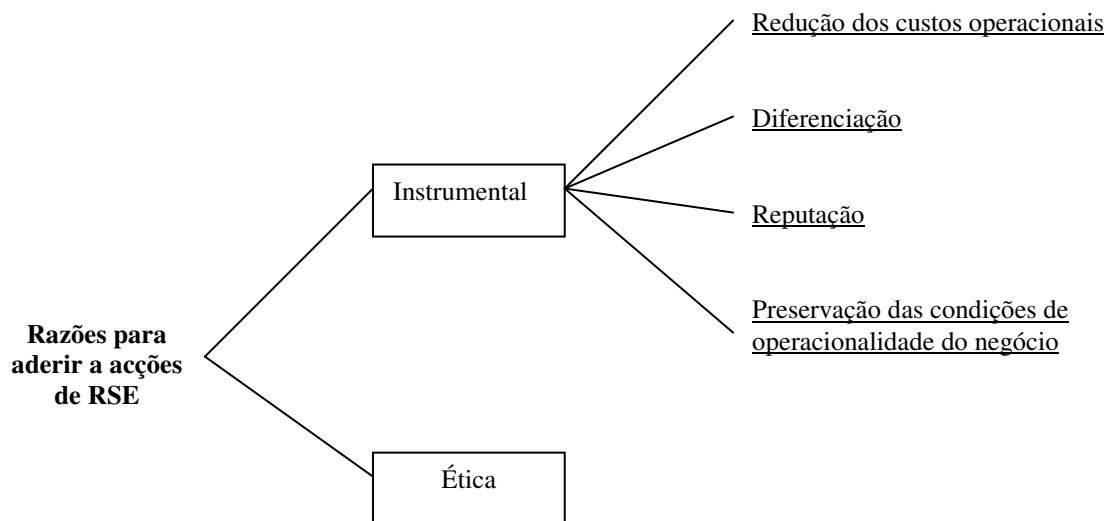 Redução dos custos operacionais
Diferenciação
Instrumental
Reputação
Preservação das condições de
operacionalidade do negócio
Razões para
aderir a acções
de RSE
Ética